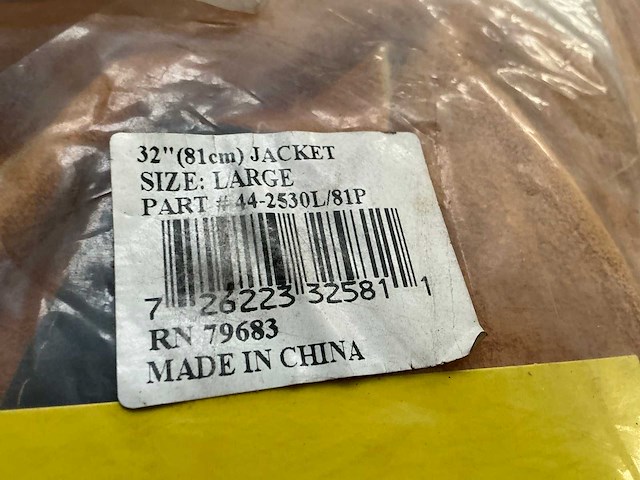 32"(81cm) JACKET
SIZE: LARGE
PART # 44-2530L/81P
7 26223 32581 1
RN 79683
MADE IN CHINA